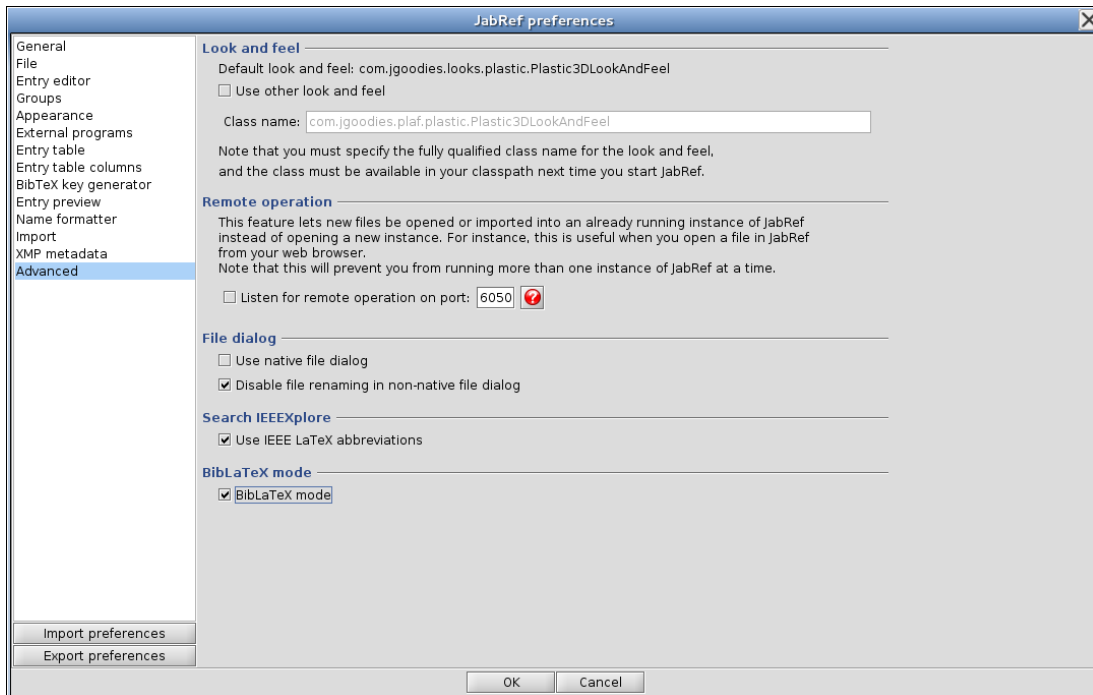 JabRef preferences
General
File
Entry editor
Groups
Appearance
External programs
Entry table
Entry table columns
BibTeX key generator
Entry preview
Name formatter
Import
XMP metadata
Advanced
Import preferences
Export preferences
Look and feel
Default look and feel: com.jgoodies.looks.plastic.Plastic3DLookAndFeel
Use other look and feel
Class name: com.jgoodies.plaf.plastic.Plastic3DLookAndFeel
Note that you must specify the fully qualified class name for the look and feel,
and the class must be available in your classpath next time you start JabRef.
Remote operation
This feature lets new files be opened or imported into an already running instance of JabRef
instead of opening a new instance. For instance, this is useful when you open a file in JabRef
from your web browser.
Note that this will prevent you from running more than one instance of JabRef at a time.
Listen for remote operation on port: 6050 ?
File dialog
Use native file dialog
Disable file renaming in non-native file dialog
Search IEEEXplore
Use IEEE LaTeX abbreviations
BibLaTeX mode
BibLaTeX mode
OK Cancel